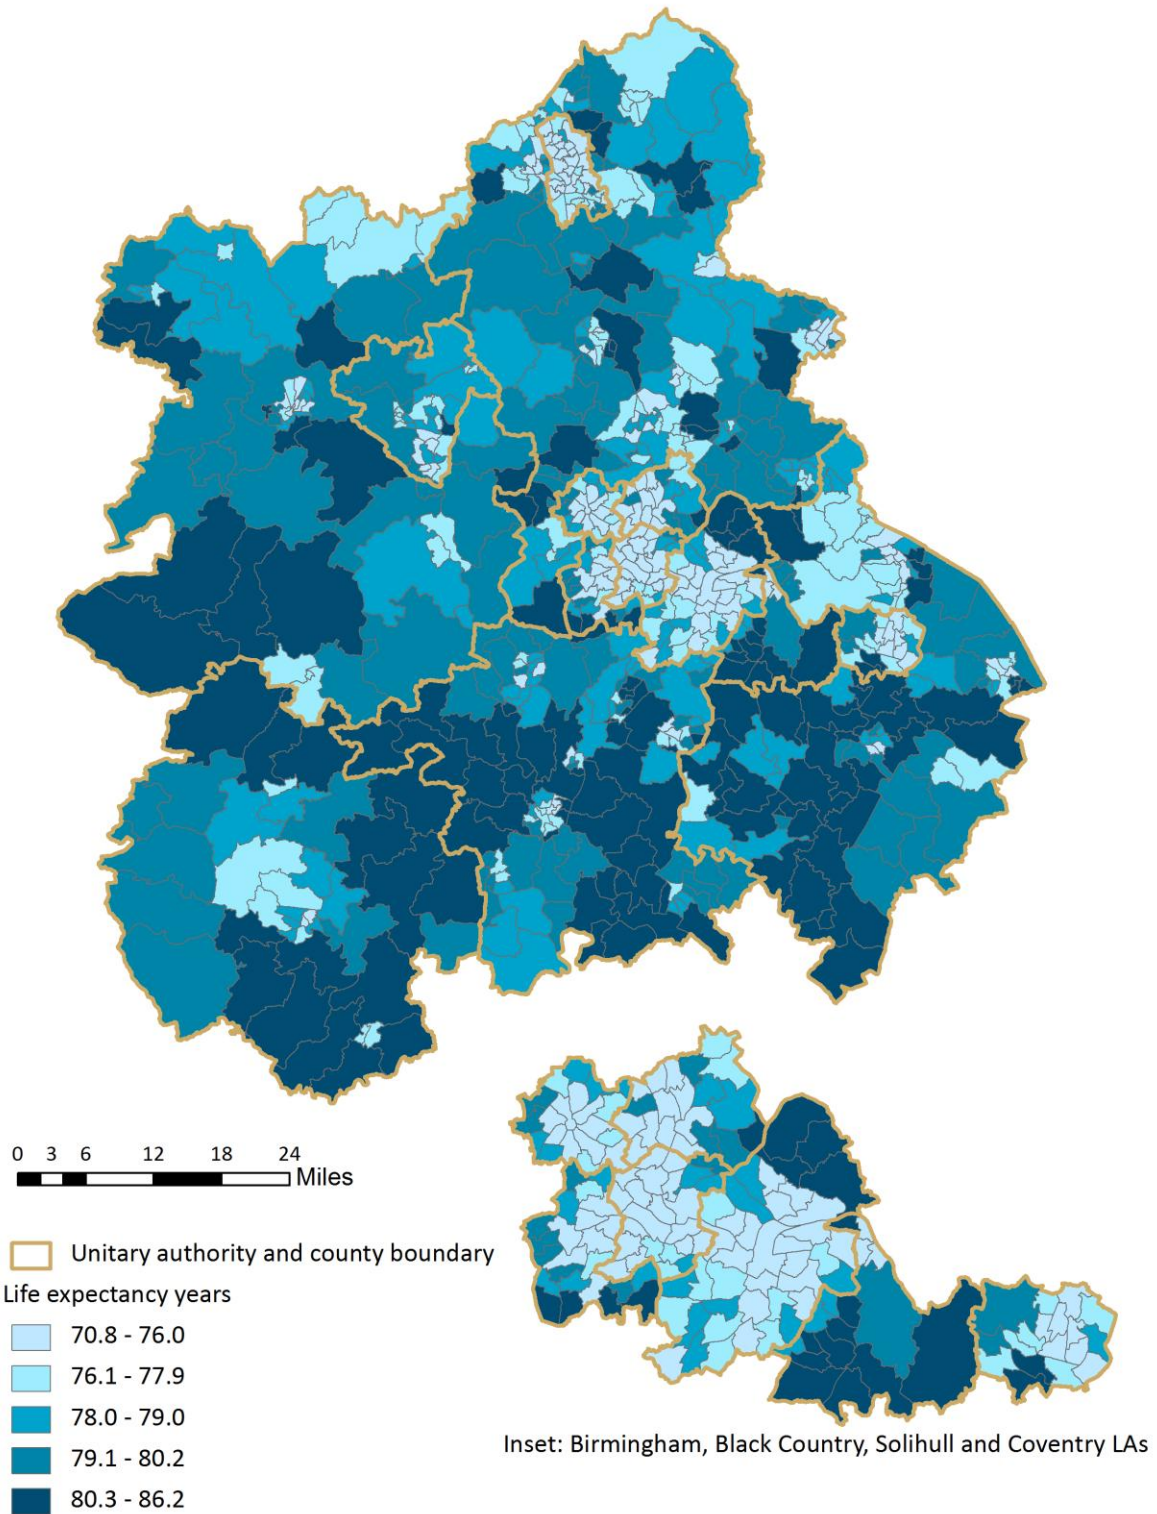 0 3 6 12 18 24
Miles
Unitary authority and county boundary
Life expectancy years
70.8 - 76.0
76.1 - 77.9
78.0 - 79.0
79.1 - 80.2
80.3 - 86.2
Inset: Birmingham, Black Country, Solihull and Coventry LAs